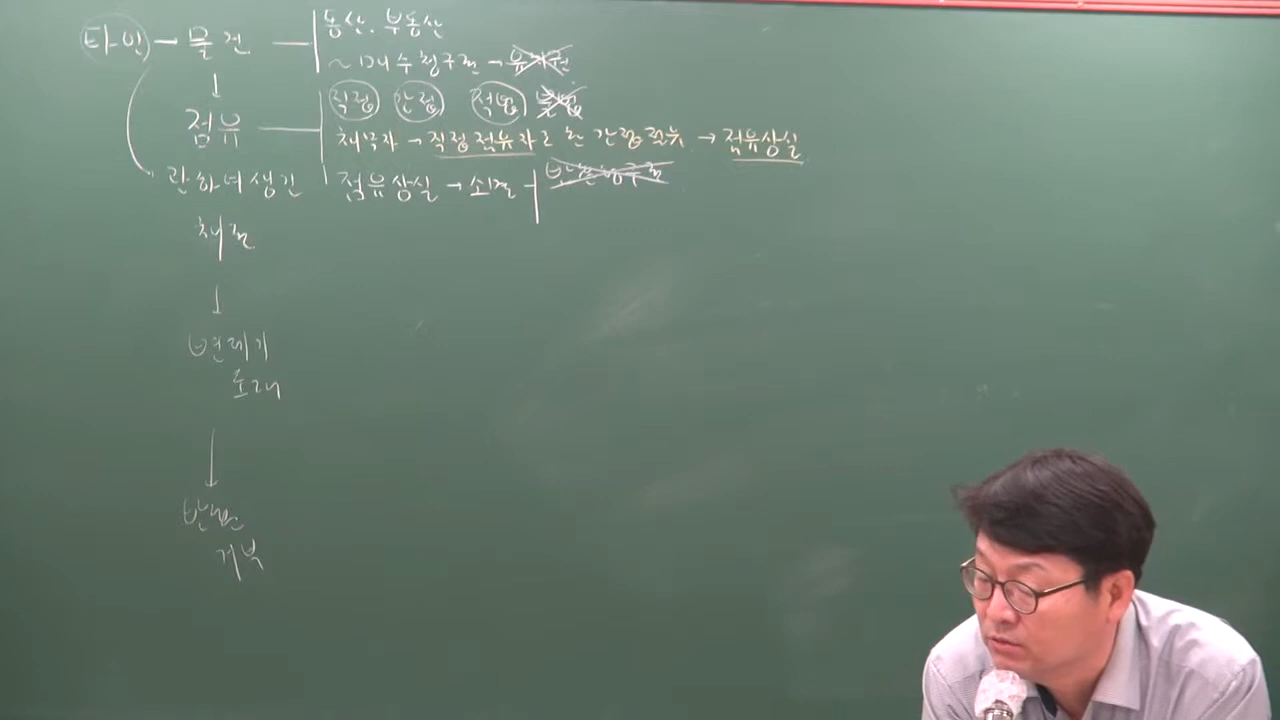 타인 - 물건 - 동산. 부동산
~ 매수청구권 → 유치권
↓ 직접 간접 적법 불법
점유 - 채무자 → 직접점유자로 한 간접점유 → 점유상실
관하여 생긴 점유상실 → 소멸 -
채권
↓
변제기
도래
↓
반환
거부